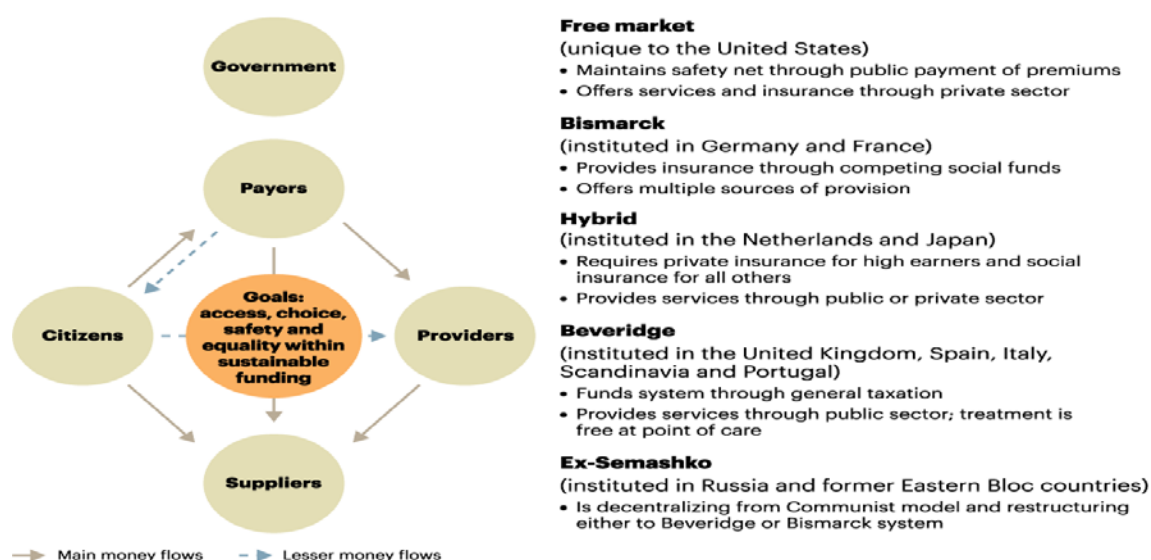 Government
Payers
Citizens
Goals:
access, choice,
safety and
equality within
sustainable
funding
Providers
Suppliers
Main money flows
Lesser money flows
Free market
(unique to the United States)
• Maintains safety net through public payment of premiums
• Offers services and insurance through private sector
Bismarck
(instituted in Germany and France)
• Provides insurance through competing social funds
• Offers multiple sources of provision
Hybrid
(instituted in the Netherlands and Japan)
• Requires private insurance for high earners and social
insurance for all others
• Provides services through public or private sector
Beveridge
(instituted in the United Kingdom, Spain, Italy,
Scandinavia and Portugal)
• Funds system through general taxation
• Provides services through public sector; treatment is
free at point of care
Ex-Semashko
(instituted in Russia and former Eastern Bloc countries)
• Is decentralizing from Communist model and restructuring
either to Beveridge or Bismarck system